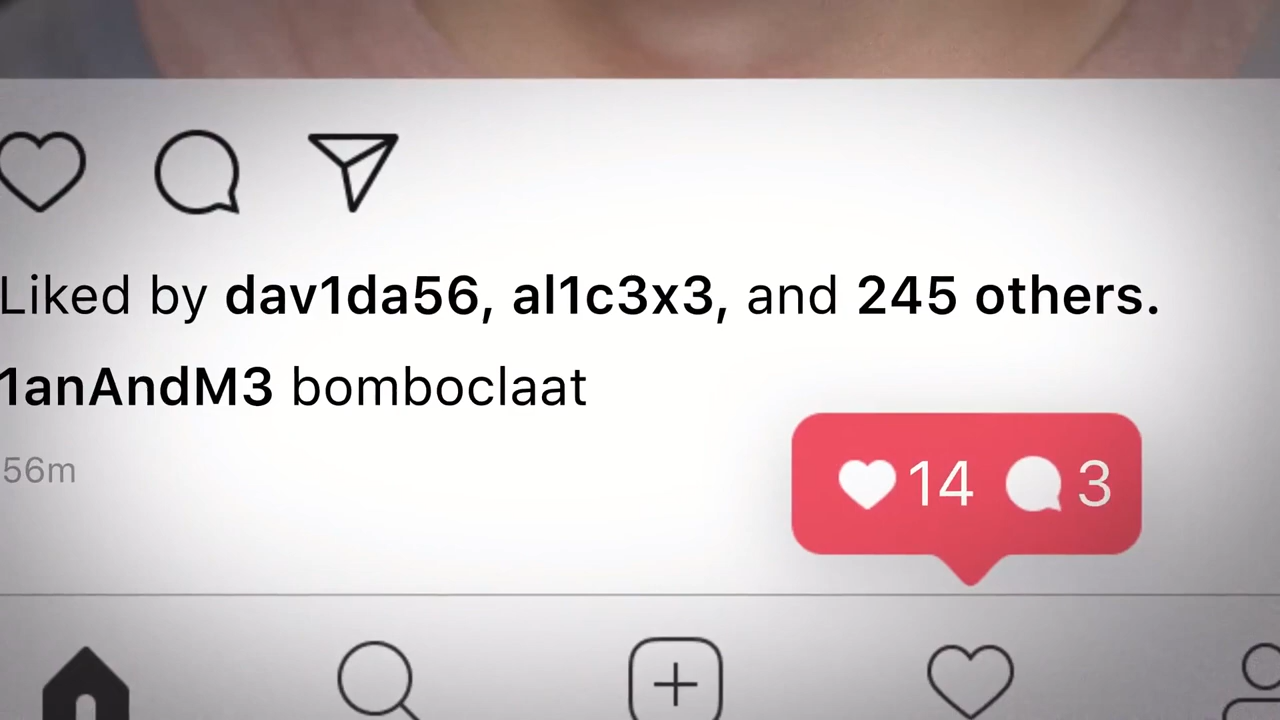 Liked by dav1da56, al1c3x3, and 245 others.
1anAndM3 bomboclaat
56m
14 3